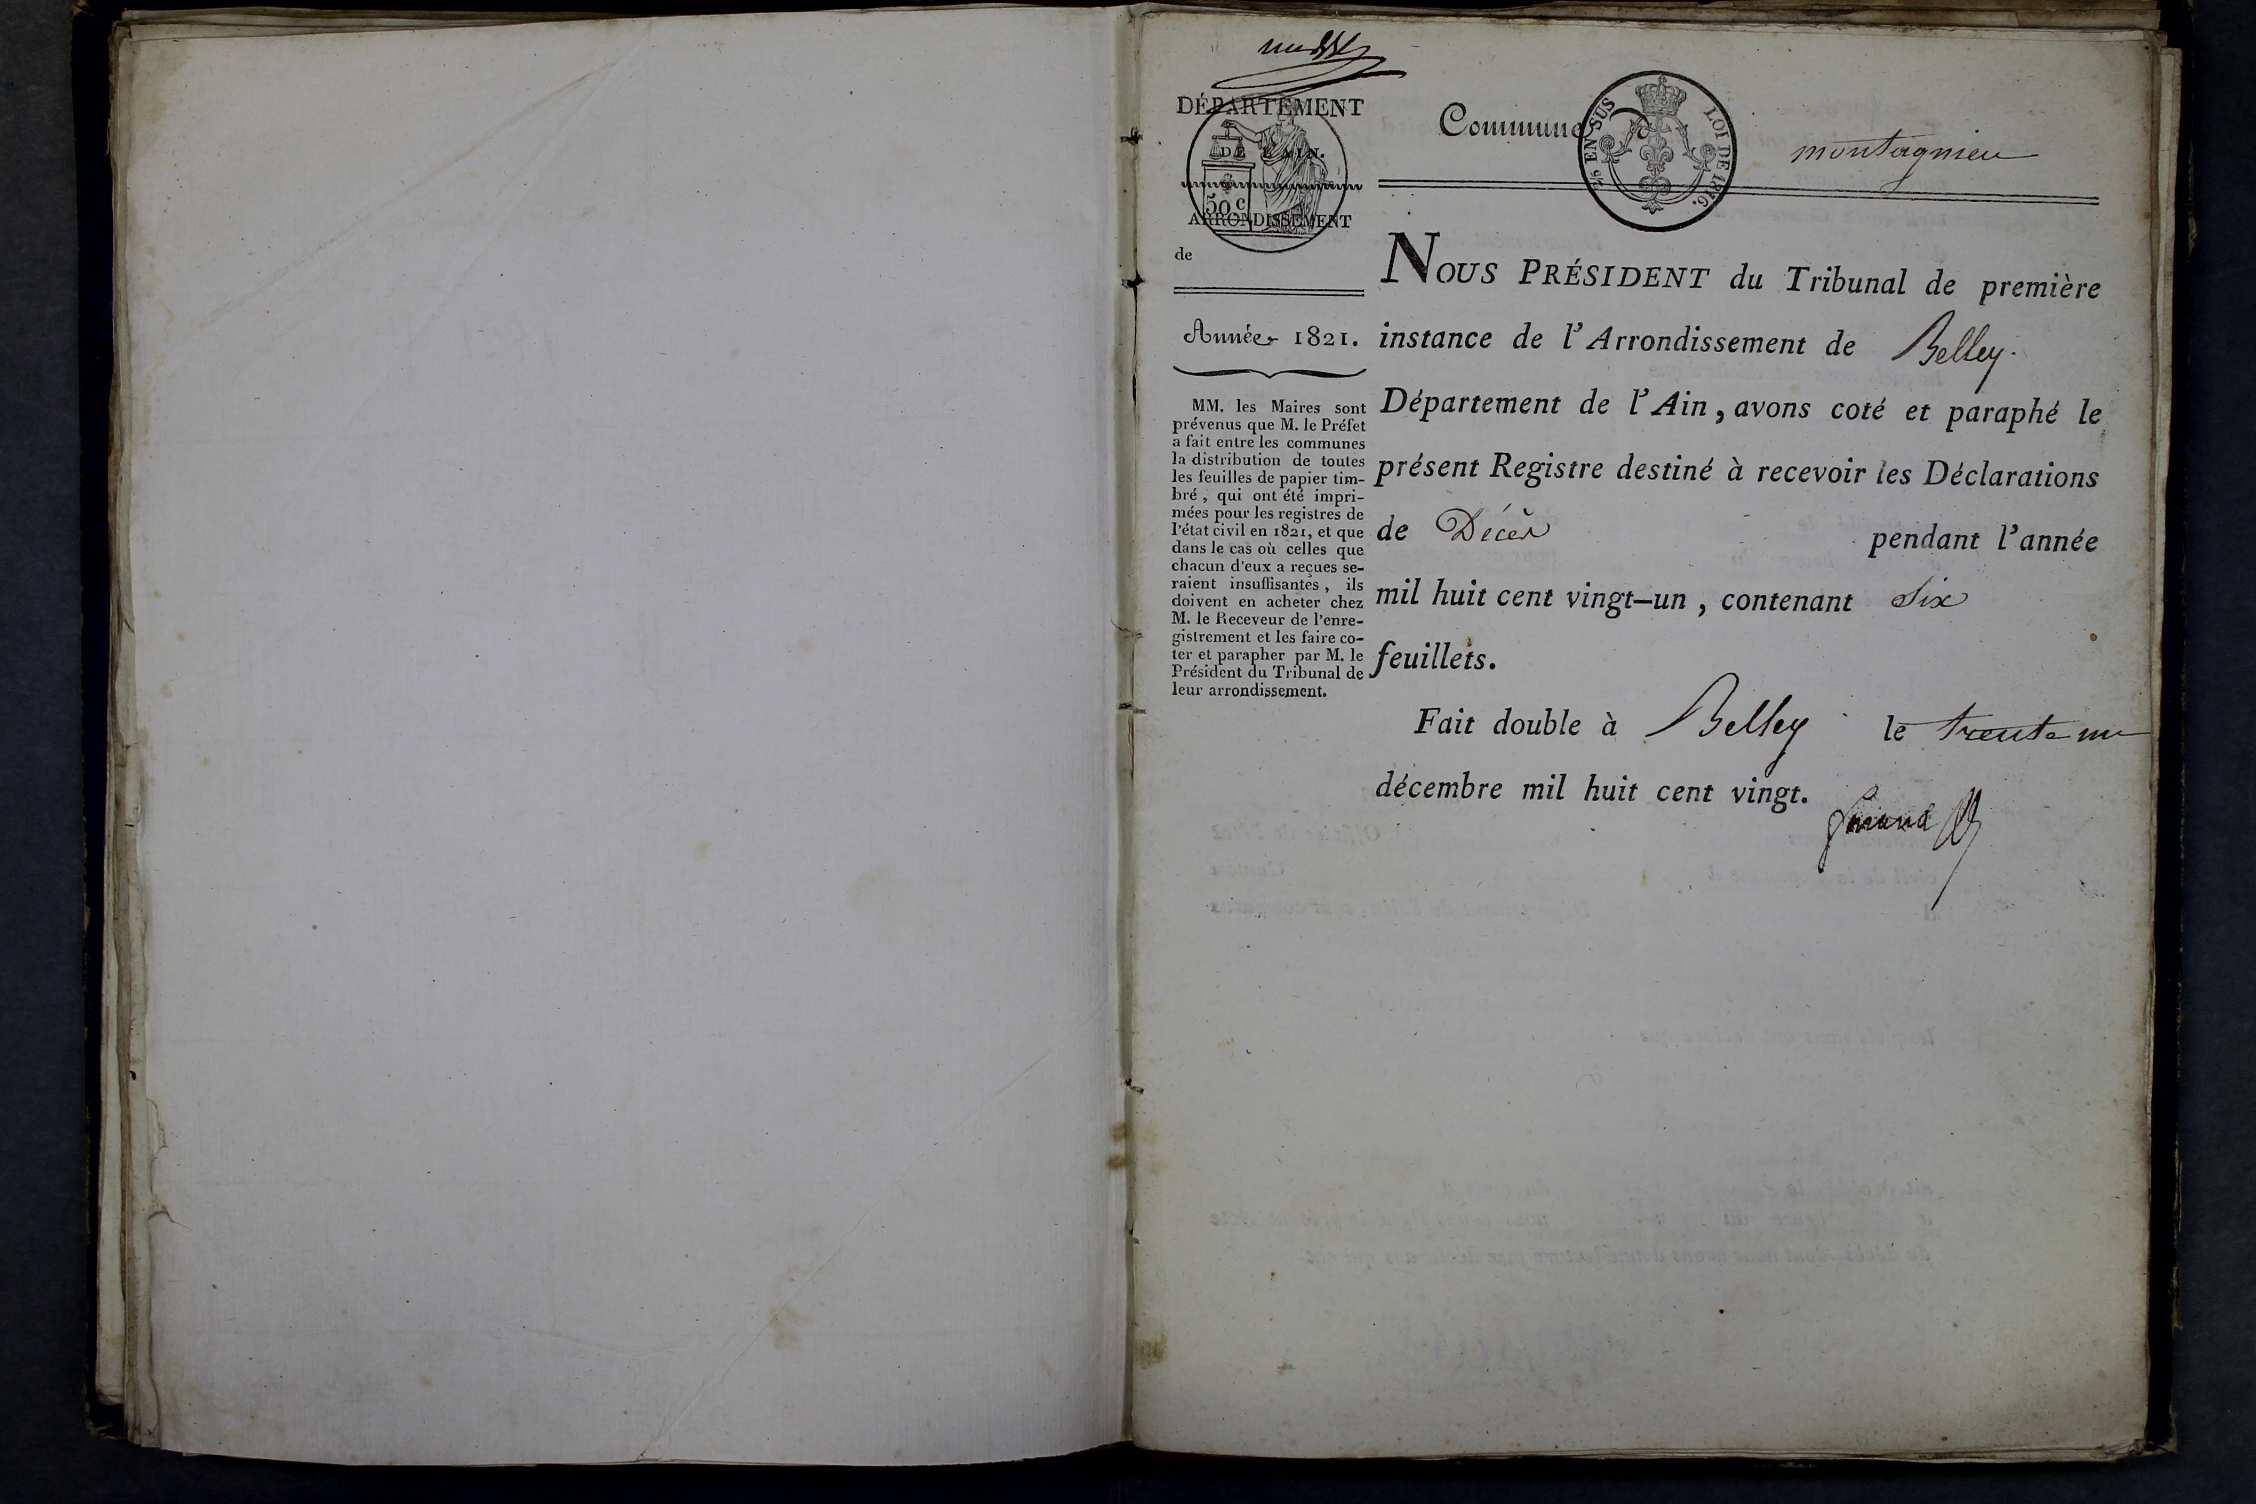 un
DÉPARTEMENT
DE L'AIN.
50 c
ARRONDISSEMENT
de
Année 1821.
MM. les Maires sont
prévenus que M. le Préfet
a fait entre les communes
la distribution de toutes
les feuilles de papier tim-
bré, qui ont été impri-
mées pour les registres de
l'état civil en 1821, et que
dans le cas où celles que
chacun d'eux a reçues se-
raient insuffisantes, ils
doivent en acheter chez
M. le Receveur de l'enre-
gistrement et les faire co-
ter et parapher par M. le
Président du Tribunal de
leur arrondissement.
Commune montagnieu
EN SUS LOI DE 1816.
NOUS PRÉSIDENT du Tribunal de première
instance de l'Arrondissement de Belley.
Département de l'Ain, avons coté et paraphé le
présent Registre destiné à recevoir les Déclarations
de Décès pendant l'année
mil huit cent vingt-un, contenant Six
feuillets.
Fait double à Belley le trente un
décembre mil huit cent vingt.